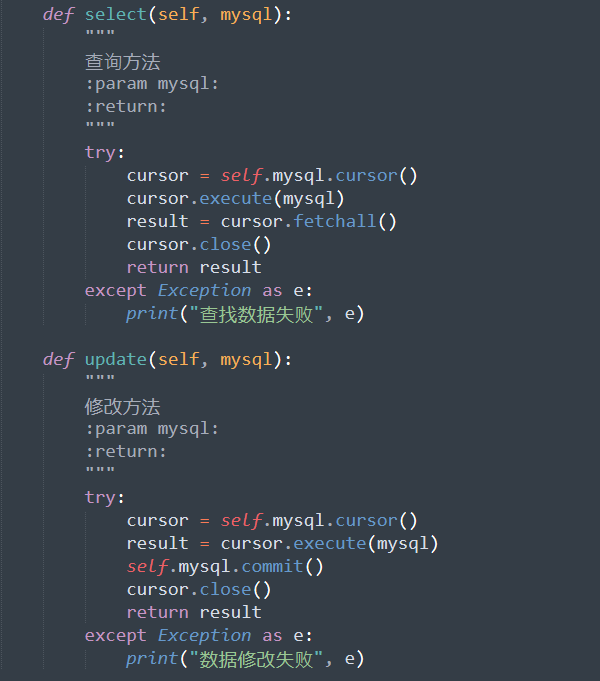 def select(self, mysql):
    """
    查询方法
    :param mysql:
    :return:
    """
    try:
        cursor = self.mysql.cursor()
        cursor.execute(mysql)
        result = cursor.fetchall()
        cursor.close()
        return result
    except Exception as e:
        print("查找数据失败", e)

def update(self, mysql):
    """
    修改方法
    :param mysql:
    :return:
    """
    try:
        cursor = self.mysql.cursor()
        result = cursor.execute(mysql)
        self.mysql.commit()
        cursor.close()
        return result
    except Exception as e:
        print("数据修改失败", e)